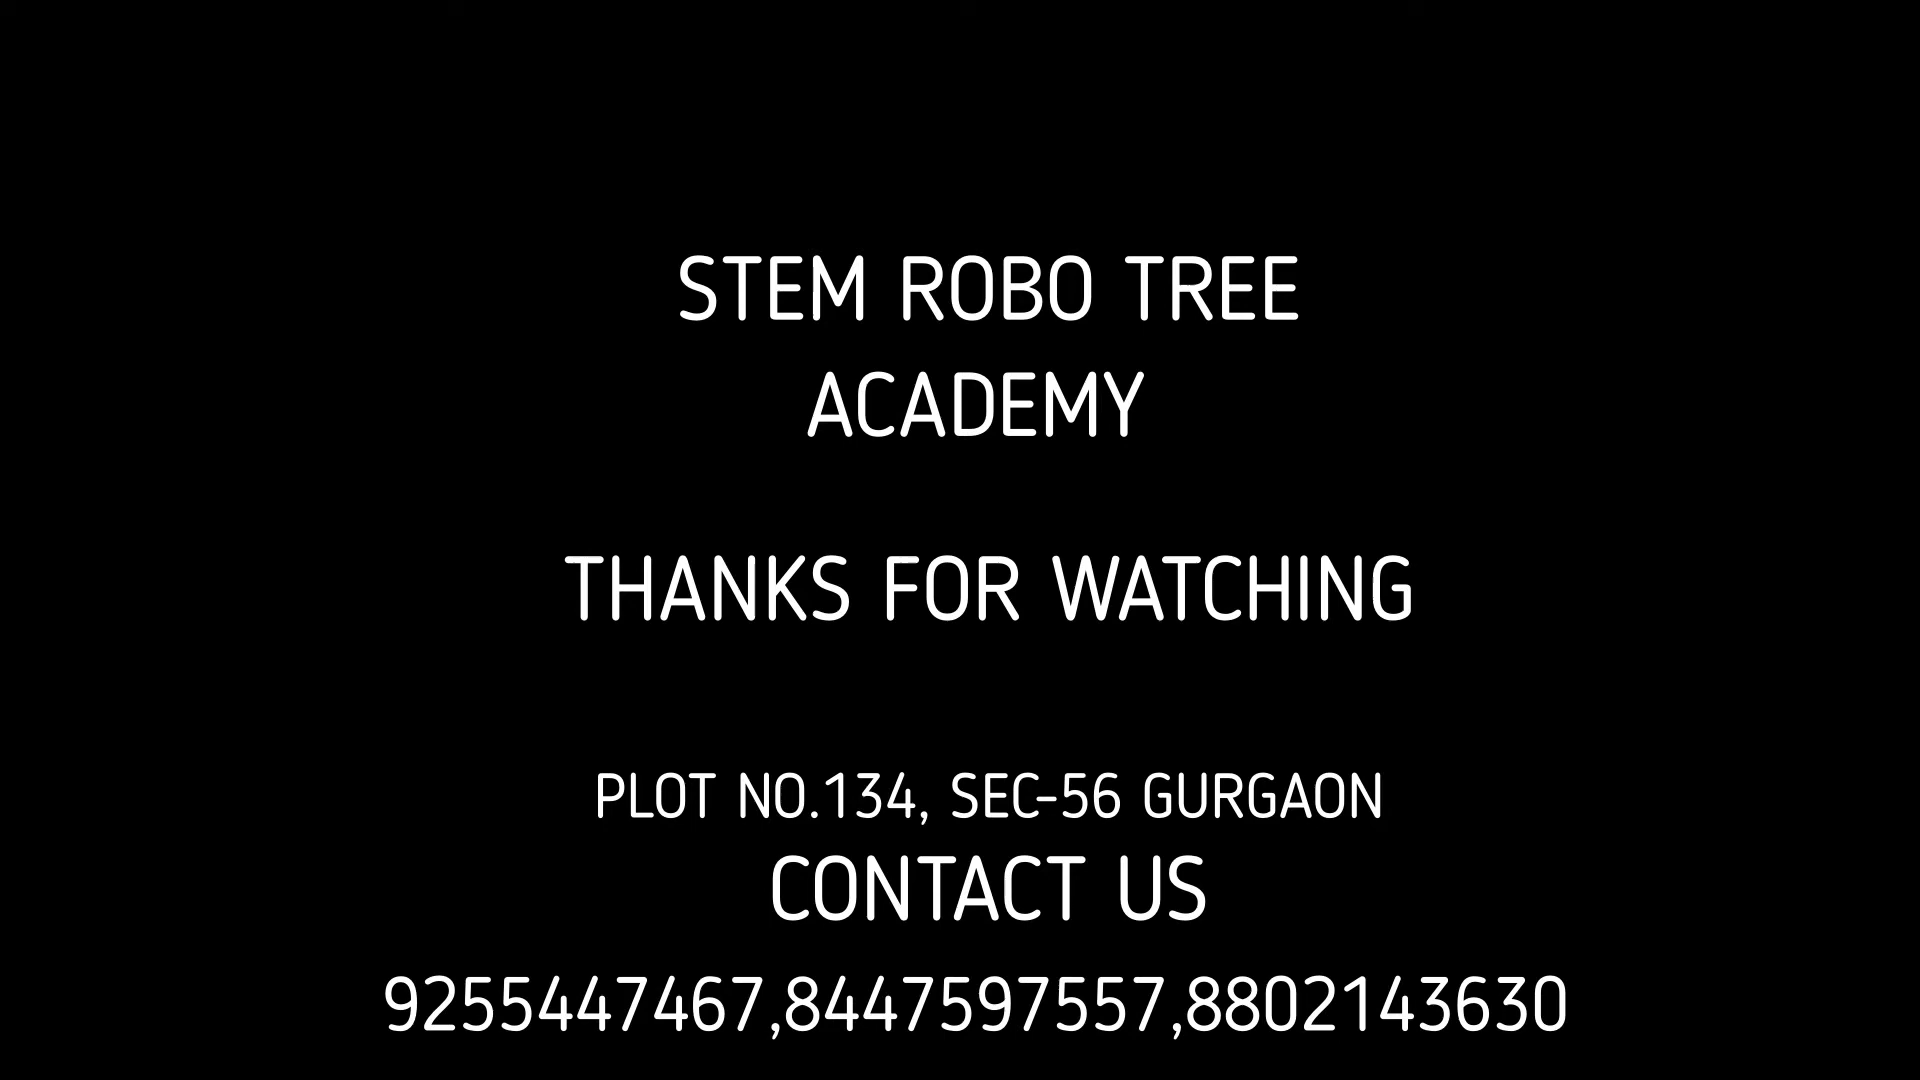 STEM ROBO TREE
ACADEMY
THANKS FOR WATCHING
PLOT NO.134, SEC-56 GURGAON
CONTACT US
9255447467,8447597557,8802143630